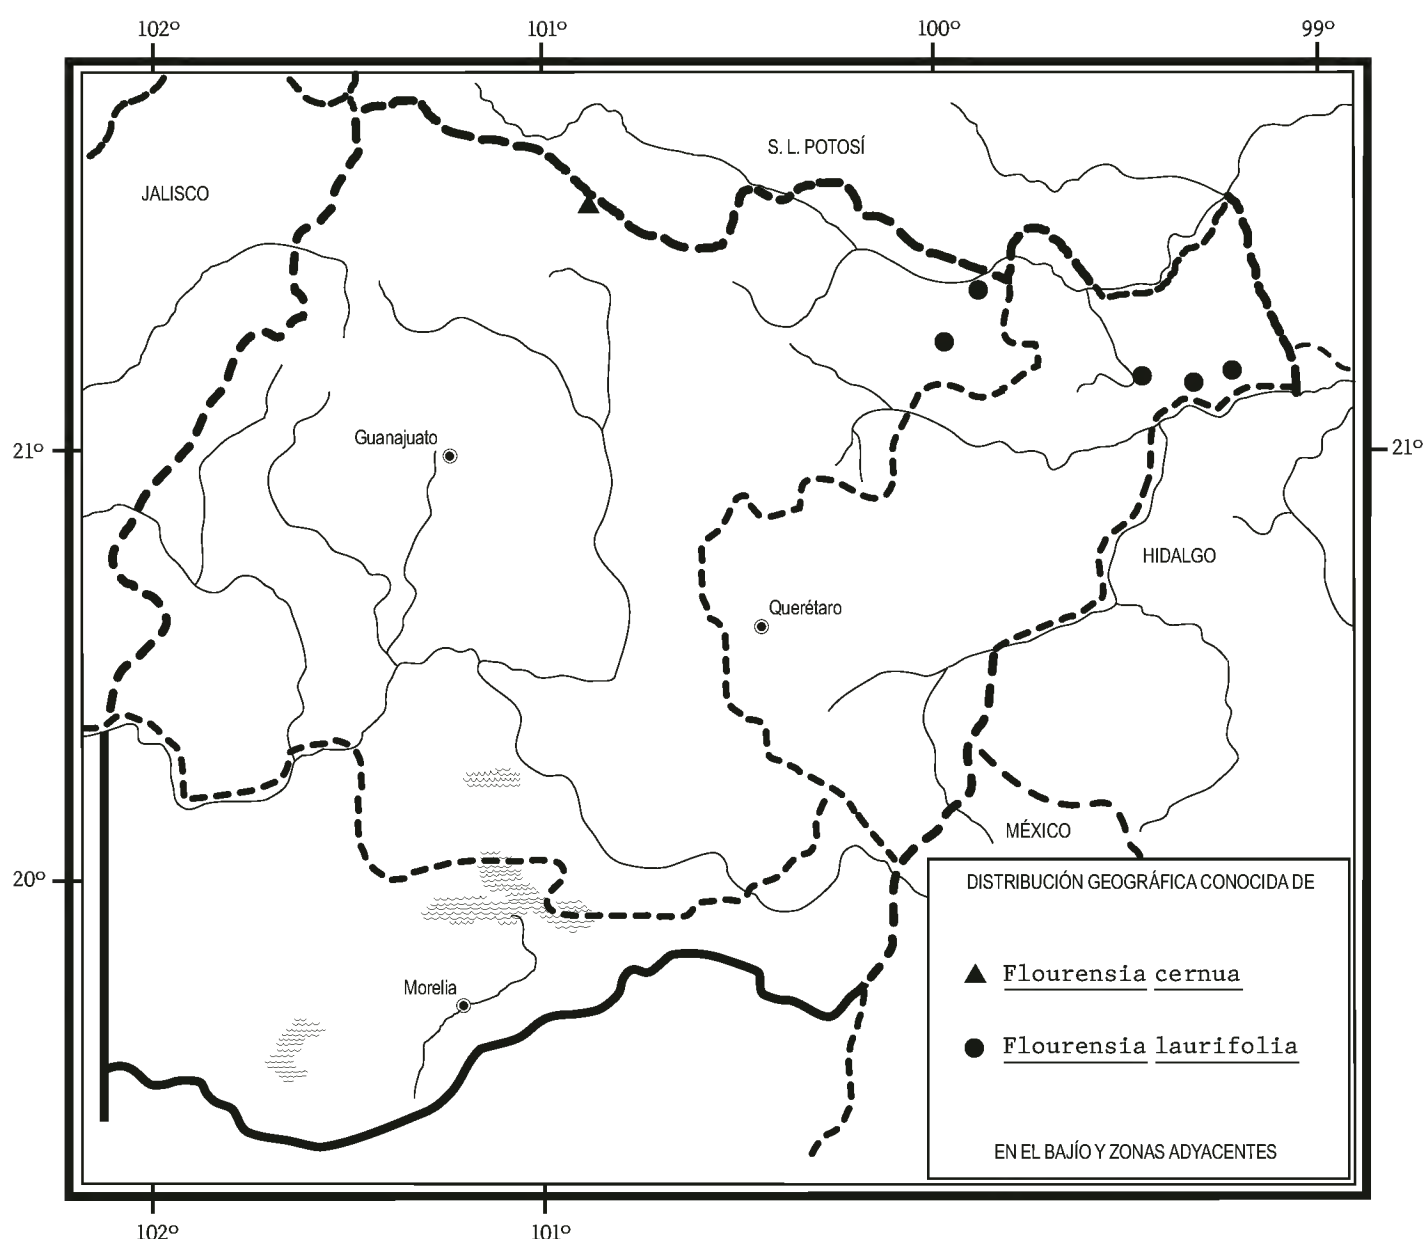 102º 101º 100º 99º
S. L. POTOSÍ
JALISCO
Guanajuato
21º 21º
HIDALGO
Querétaro
MÉXICO
20º
DISTRIBUCIÓN GEOGRÁFICA CONOCIDA DE
Flourensia cernua
Morelia
Flourensia laurifolia
EN EL BAJÍO Y ZONAS ADYACENTES
102º 101º